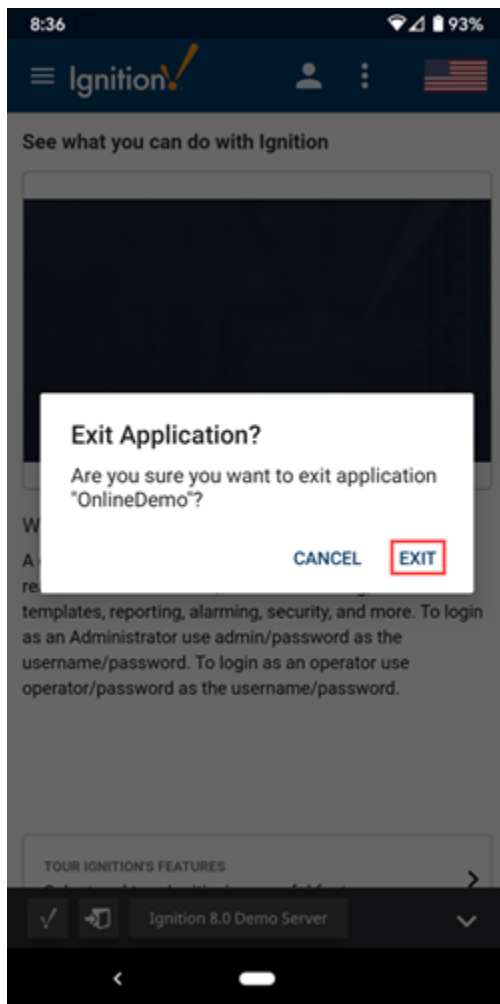 8:36
93%
Ignition!
See what you can do with Ignition
Exit Application?
Are you sure you want to exit application
"OnlineDemo"?
W
CANCEL
EXIT
A
re
templates, reporting, alarming, security, and more. To login
as an Administrator use admin/password as the
username/password. To login as an operator use
operator/password as the username/password.
TOUR IGNITION'S FEATURES
Ignition 8.0 Demo Server